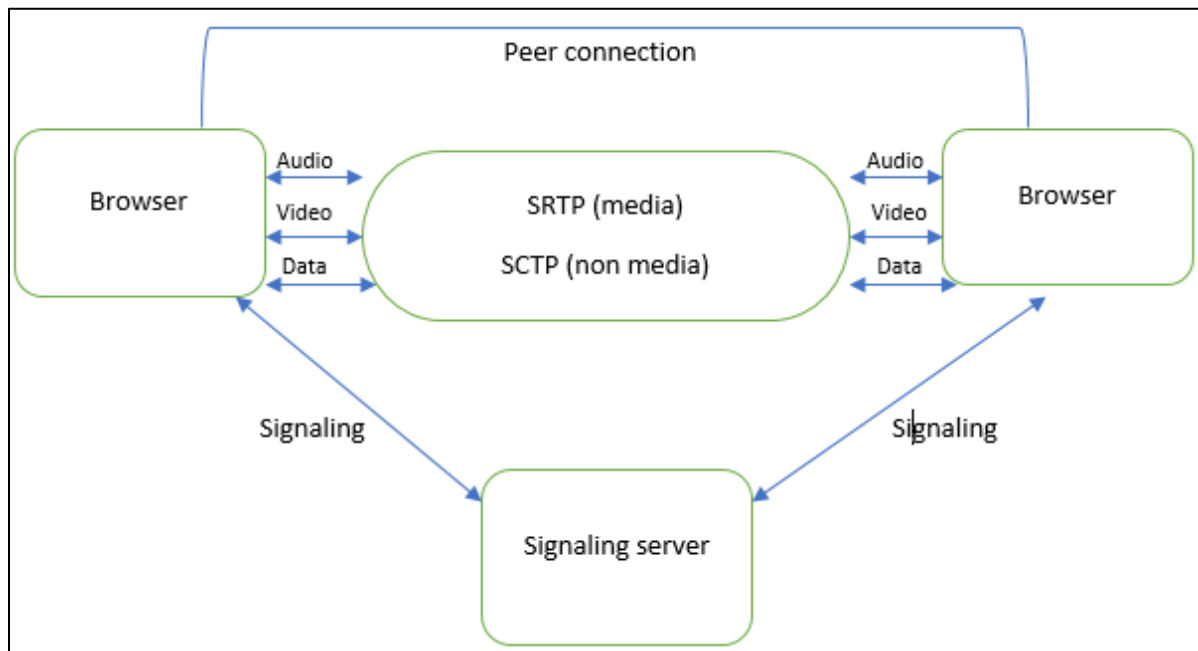 Peer connection
Audio
Audio
Browser
SRTP (media)
Browser
Video
Video
SCTP (non media)
Data
Data
Signaling
Signaling
Signaling server